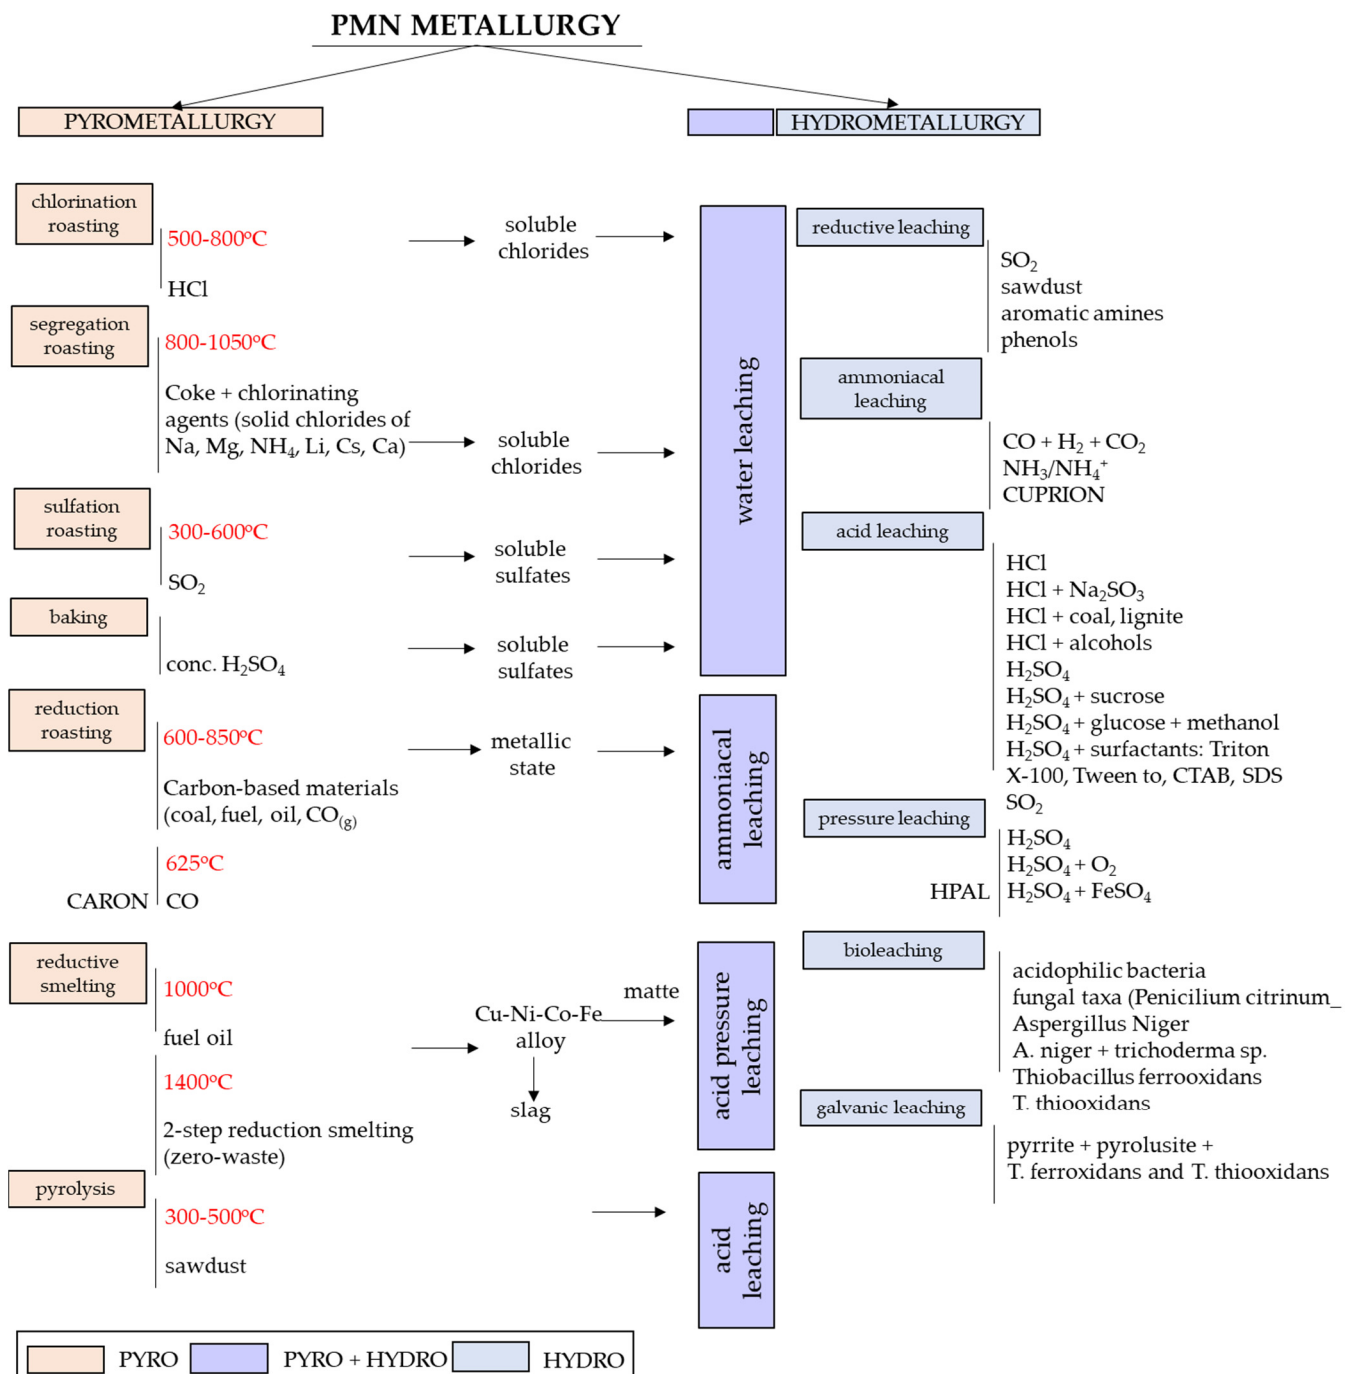 PMN METALLURGY
PYROMETALLURGY
HYDROMETALLURGY
chlorination
roasting
500-800°C
HCl
soluble
chlorides
segregation
roasting
800-1050°C
Coke + chlorinating
agents (solid chlorides of
Na, Mg, NH₄, Li, Cs, Ca)
soluble
chlorides
sulfation
roasting
300-600°C
SO₂
soluble
sulfates
baking
conc. H₂SO₄
soluble
sulfates
reduction
roasting
600-850°C
Carbon-based materials
(coal, fuel, oil, CO₍g₎
metallic
state
625°C
CARON
CO
reductive
smelting
1000°C
fuel oil
1400°C
2-step reduction smelting
(zero-waste)
Cu-Ni-Co-Fe
alloy
matte
slag
pyrolysis
300-500°C
sawdust
water leaching
ammoniacal
leaching
acid pressure
leaching
acid
leaching
reductive leaching
SO₂
sawdust
aromatic amines
phenols
ammoniacal
leaching
CO + H₂ + CO₂
NH₃/NH₄⁺
CUPRION
acid leaching
HCl
HCl + Na₂SO₃
HCl + coal, lignite
HCl + alcohols
H₂SO₄
H₂SO₄ + sucrose
H₂SO₄ + glucose + methanol
H₂SO₄ + surfactants: Triton
X-100, Tween to, CTAB, SDS
SO₂
pressure leaching
H₂SO₄
H₂SO₄ + O₂
HPAL
H₂SO₄ + FeSO₄
bioleaching
acidophilic bacteria
fungal taxa (Penicilium citrinum_
Aspergillus Niger
A. niger + trichoderma sp.
Thiobacillus ferrooxidans
T. thiooxidans
galvanic leaching
pyrrite + pyrolusite +
T. ferroxidans and T. thiooxidans
PYRO
PYRO + HYDRO
HYDRO